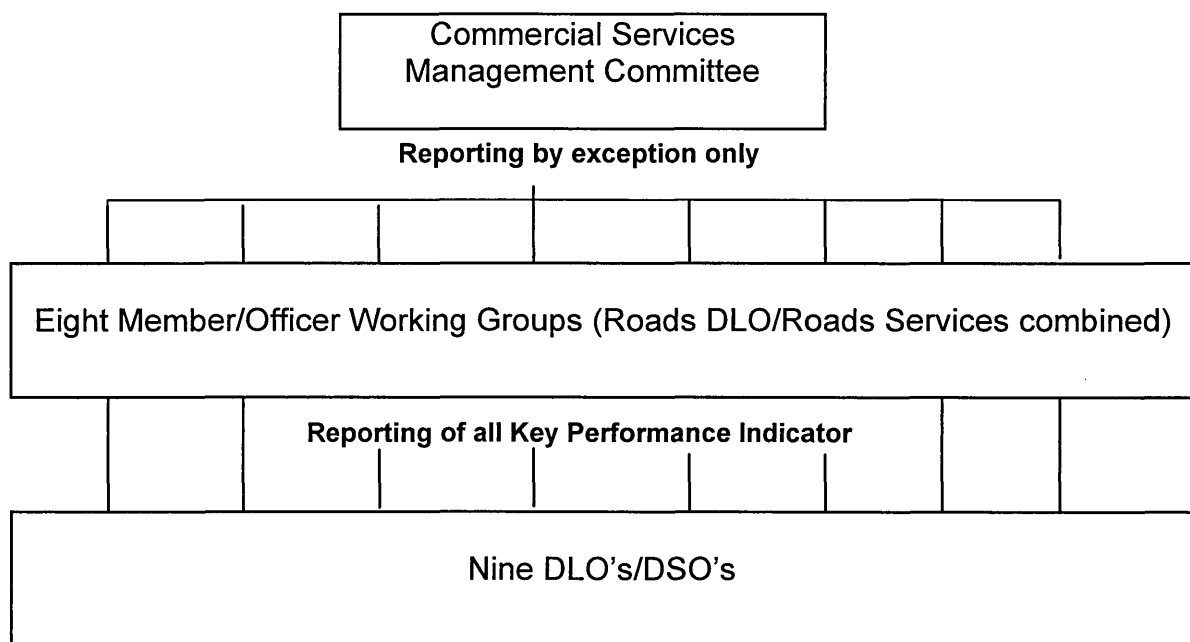 Commercial Services
Management Committee
Reporting by exception only
Eight Member/Officer Working Groups (Roads DLO/Roads Services combined)
Reporting of all Key Performance Indicator
Nine DLO's/DSO's